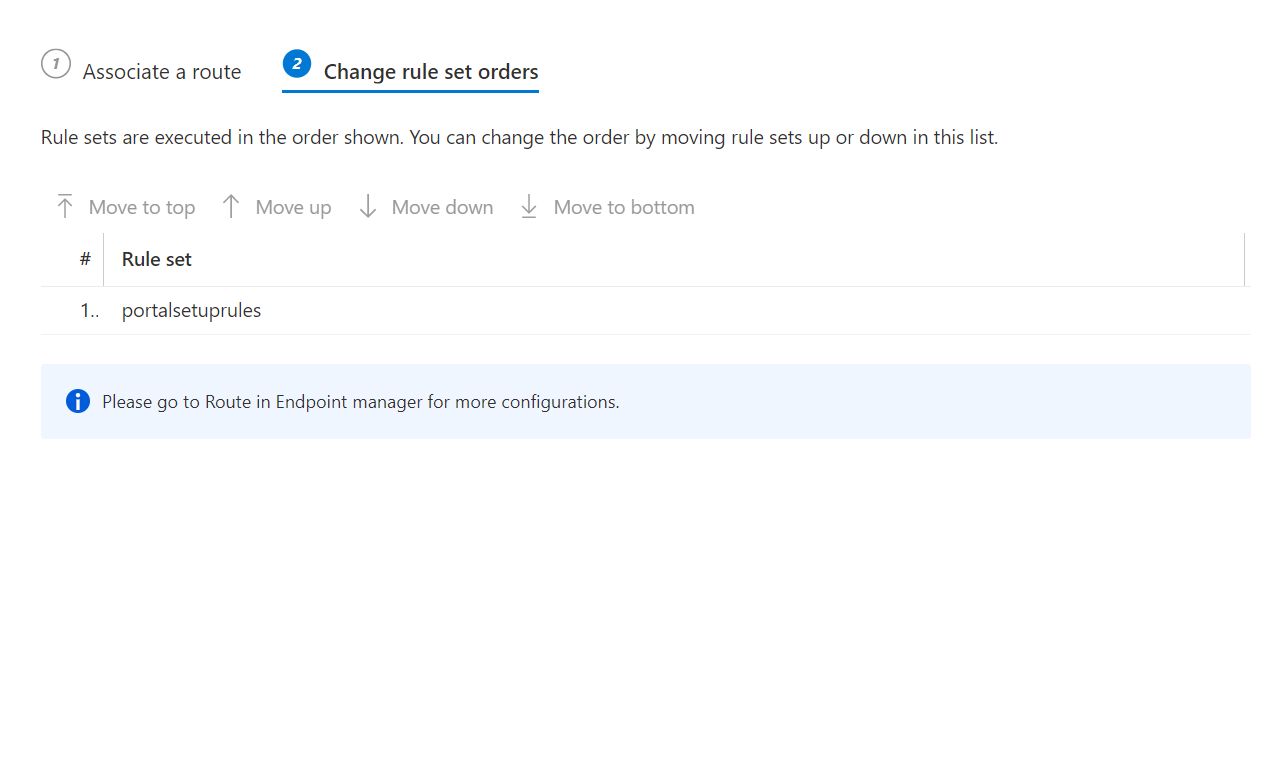 1 Associate a route 2 Change rule set orders
Rule sets are executed in the order shown. You can change the order by moving rule sets up or down in this list.
Move to top Move up Move down Move to bottom
# Rule set
1.. portalsetuprules
Please go to Route in Endpoint manager for more configurations.